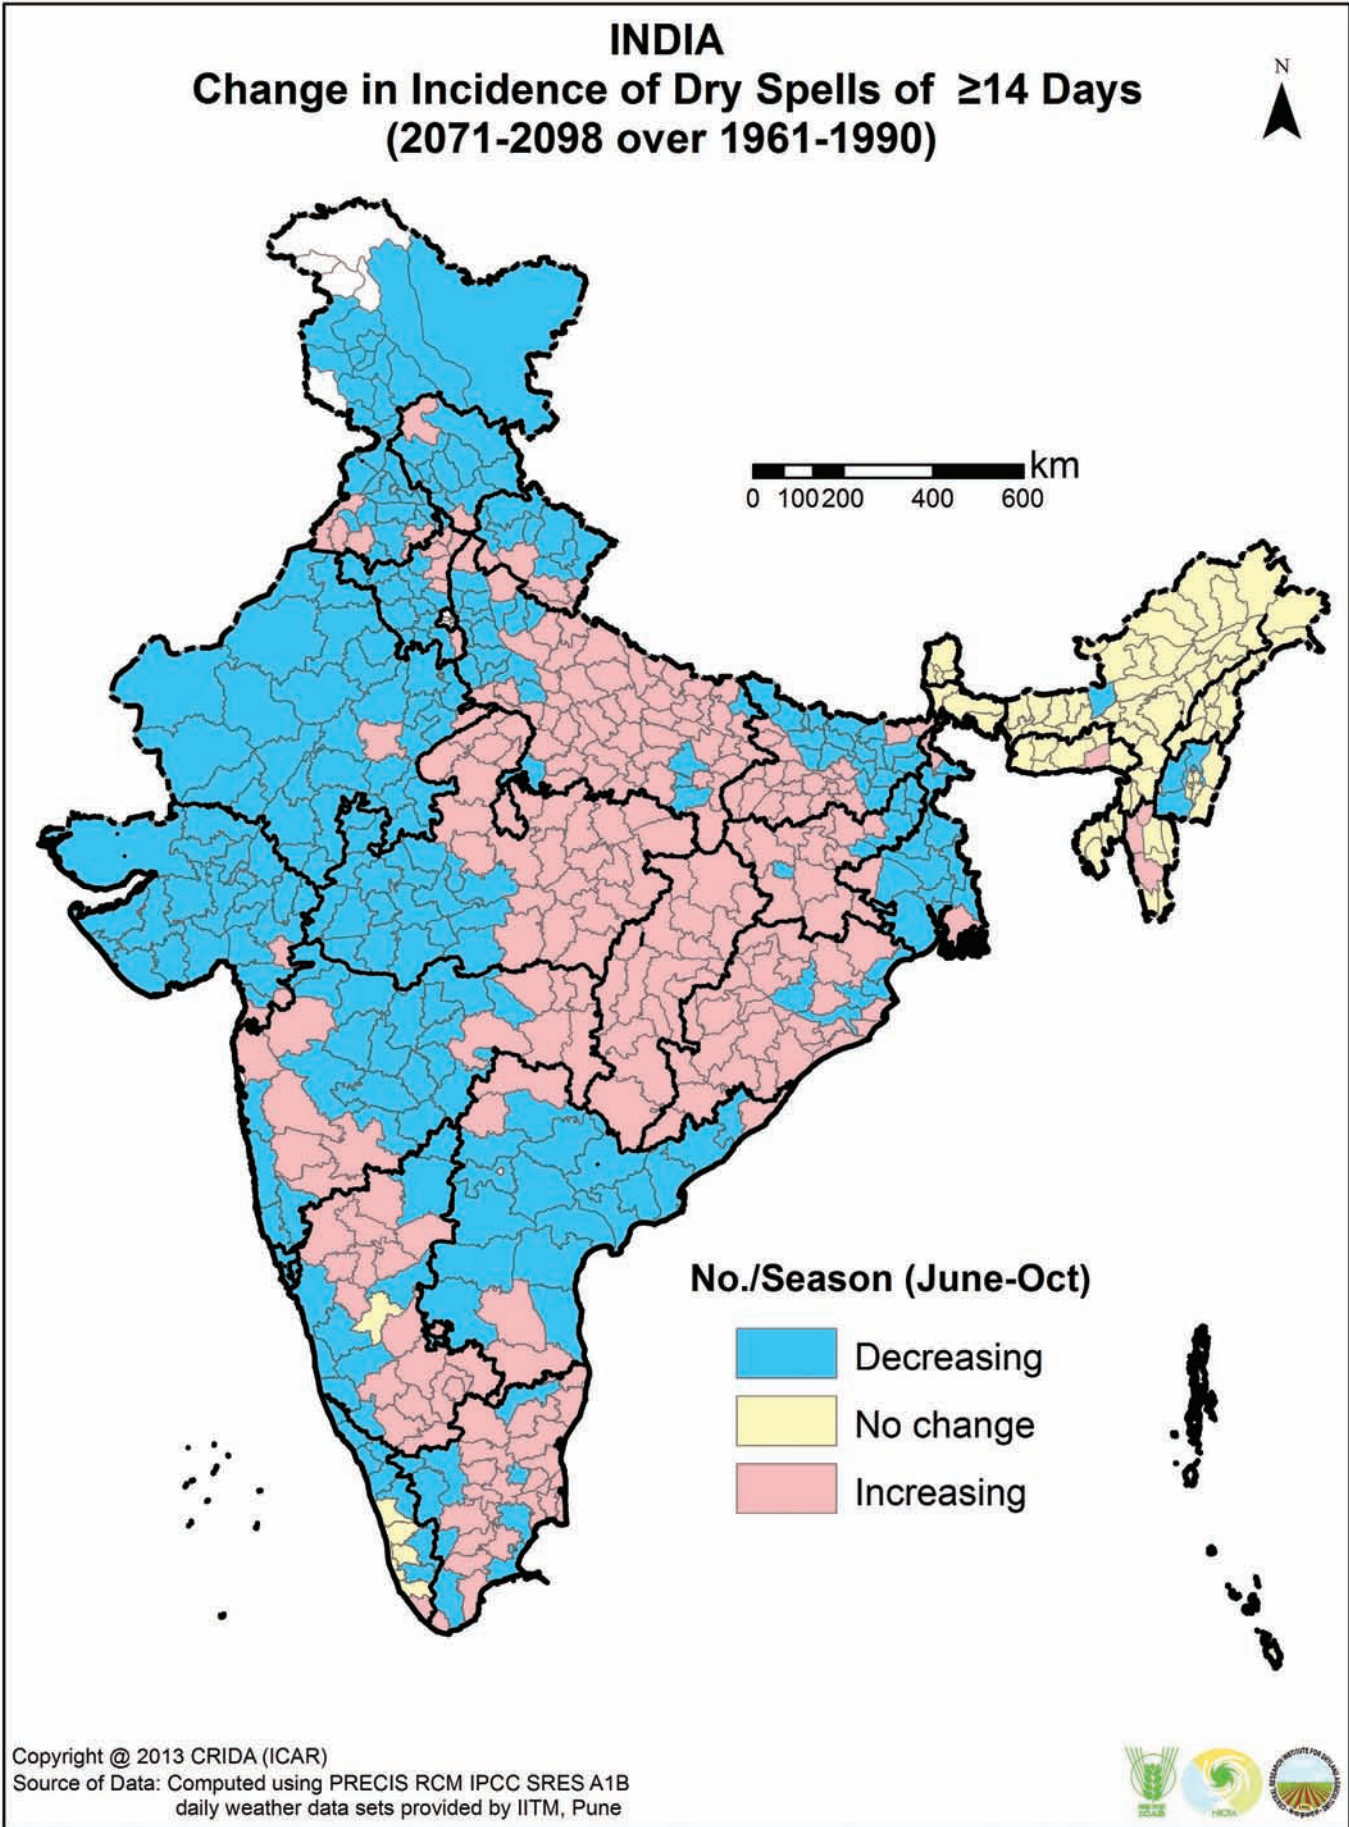 INDIA
Change in Incidence of Dry Spells of ≥14 Days
(2071-2098 over 1961-1990)
N
km
0 100 200 400 600
No./Season (June-Oct)
Decreasing
No change
Increasing
Copyright @ 2013 CRIDA (ICAR)
Source of Data: Computed using PRECIS RCM IPCC SRES A1B
daily weather data sets provided by IITM, Pune